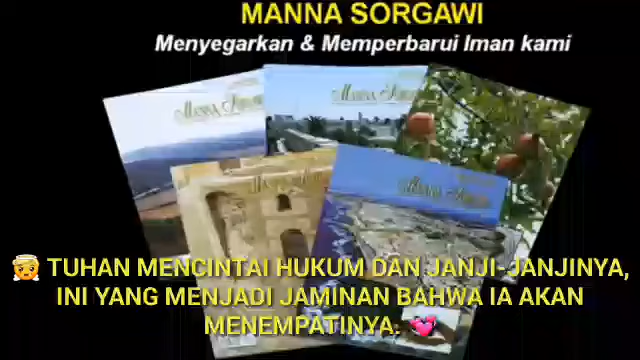 MANNA SORGAWI
Menyegarkan & Memperbarui Iman kami
TUHAN MENCINTAI HUKUM DAN JANJI-JANJINYA,
INI YANG MENJADI JAMINAN BAHWA IA AKAN
MENEMPATINYA.